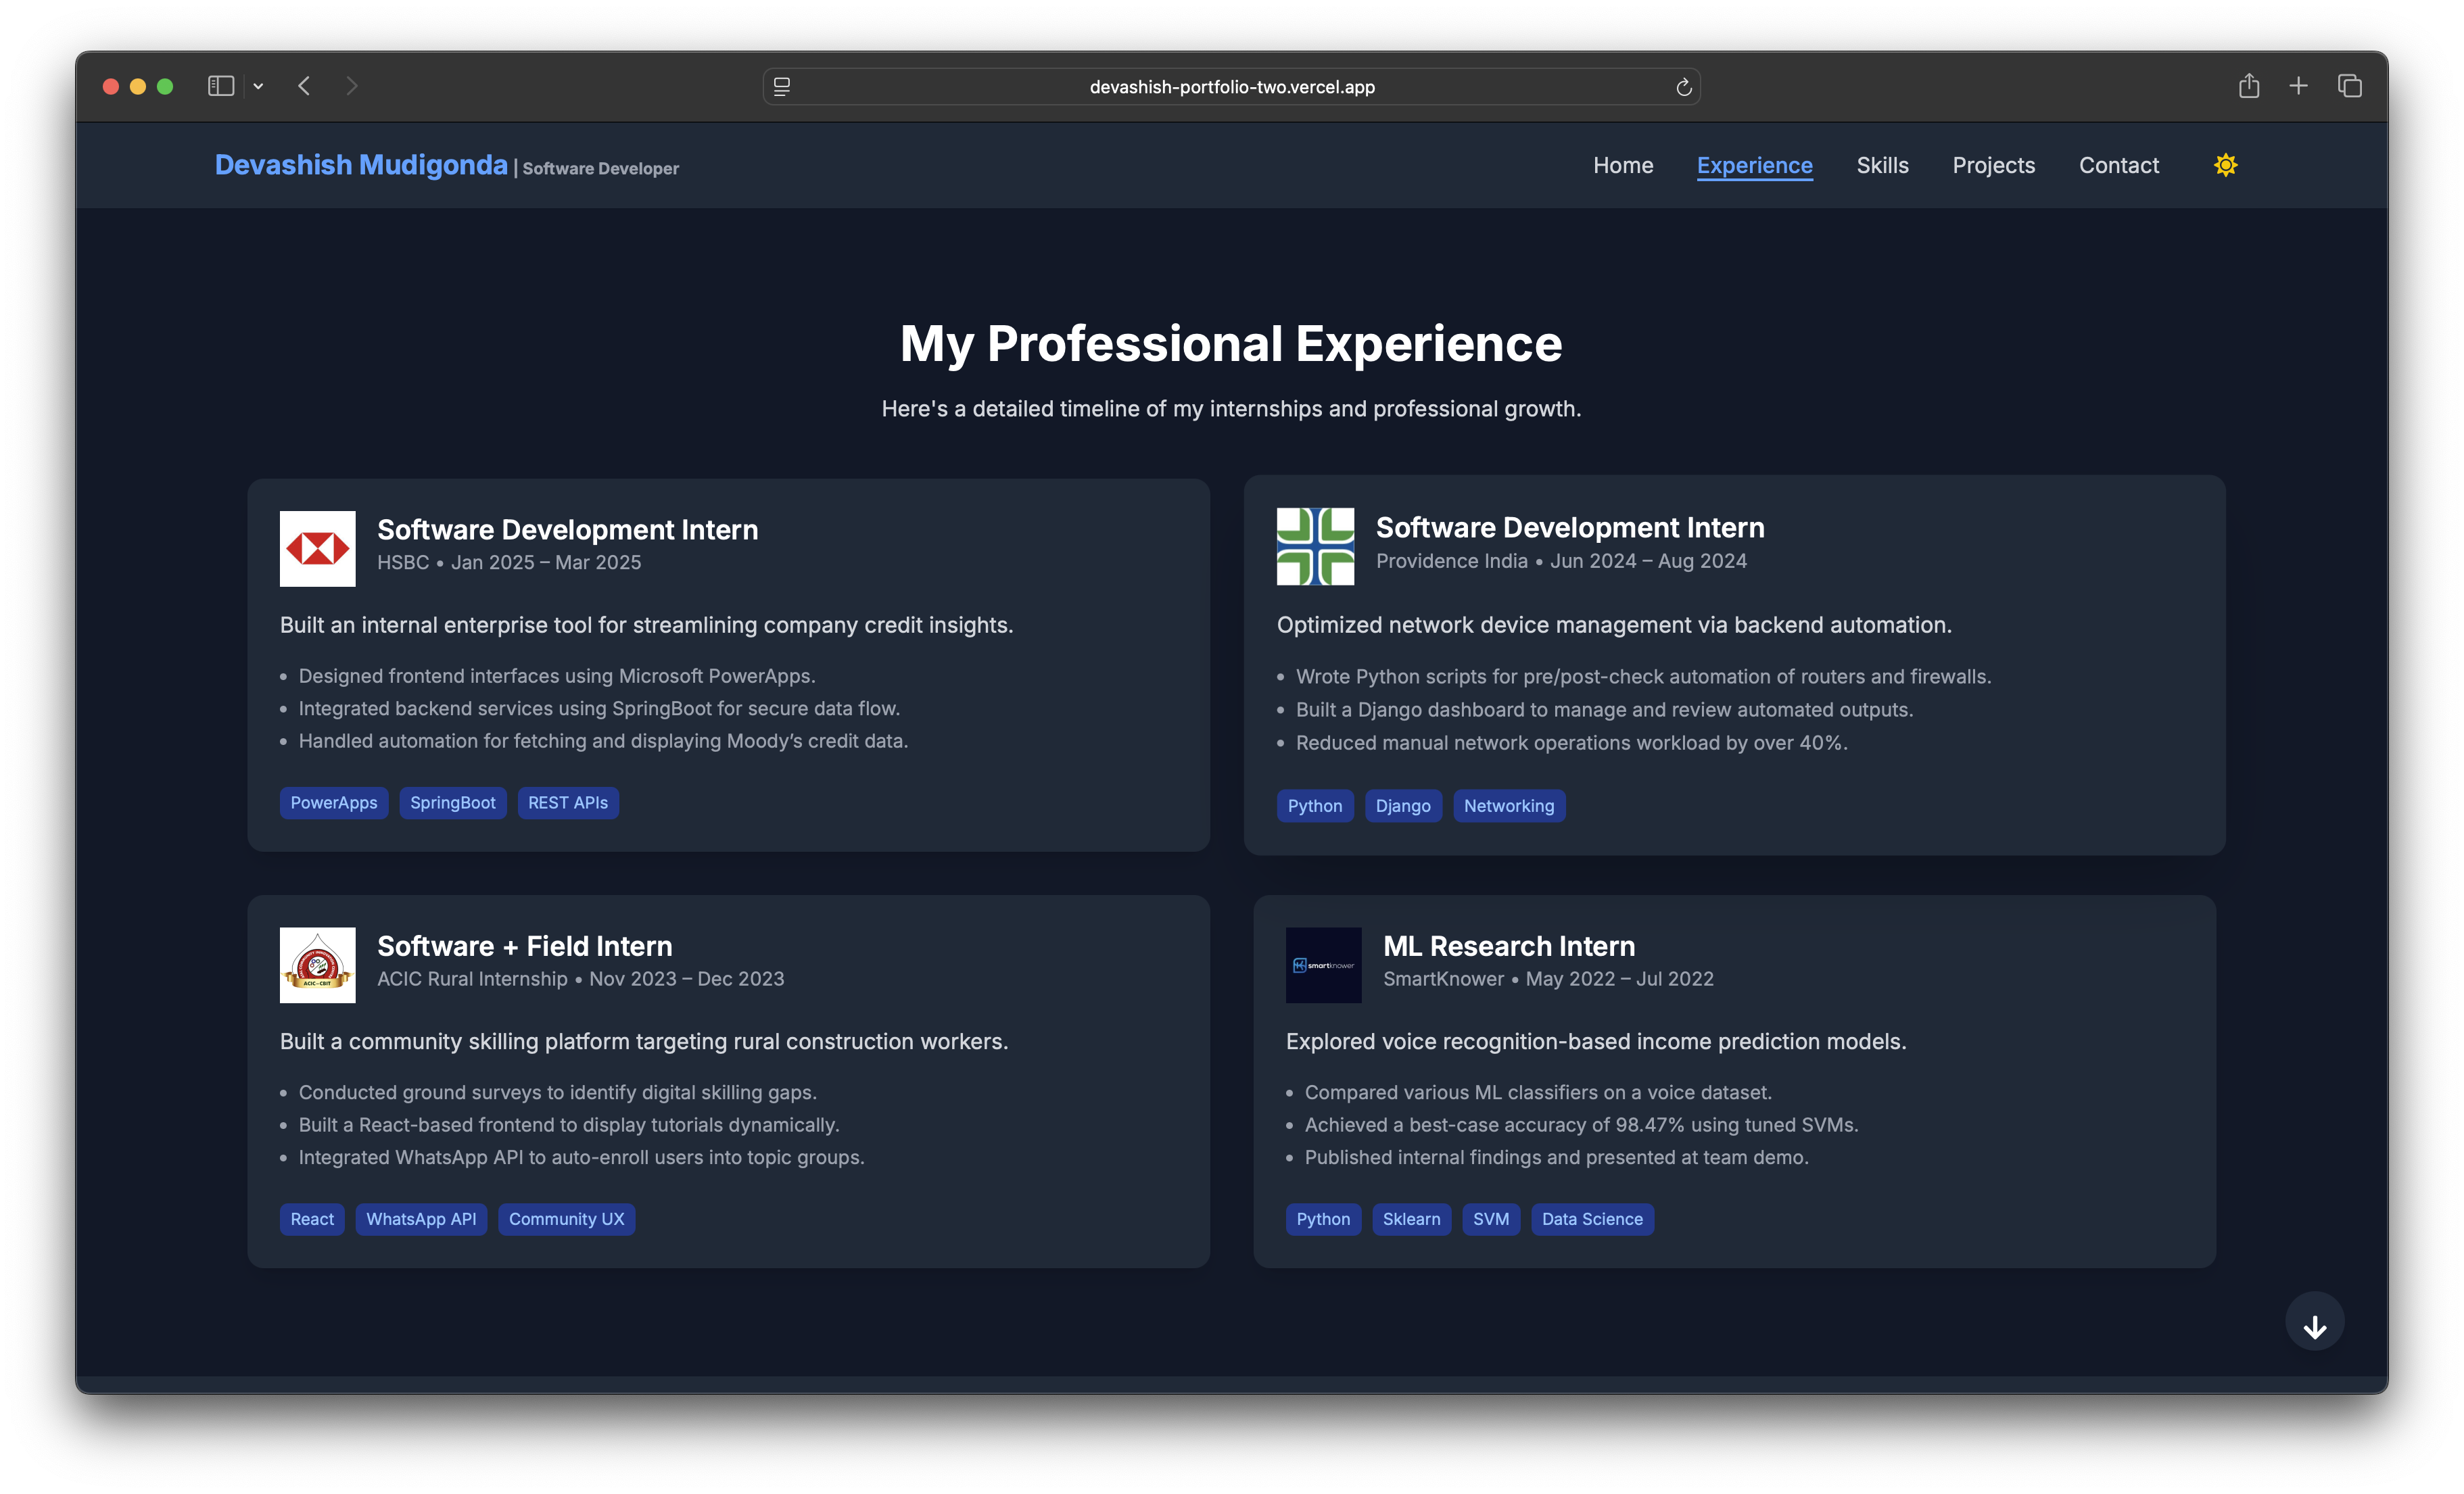 devashish-portfolio-two.vercel.app
Devashish Mudigonda | Software Developer
Home
Experience
Skills
Projects
Contact
My Professional Experience
Here's a detailed timeline of my internships and professional growth.
Software Development Intern
HSBC • Jan 2025 – Mar 2025
Built an internal enterprise tool for streamlining company credit insights.
• Designed frontend interfaces using Microsoft PowerApps.
• Integrated backend services using SpringBoot for secure data flow.
• Handled automation for fetching and displaying Moody’s credit data.
PowerApps
SpringBoot
REST APIs
Software Development Intern
Providence India • Jun 2024 – Aug 2024
Optimized network device management via backend automation.
• Wrote Python scripts for pre/post-check automation of routers and firewalls.
• Built a Django dashboard to manage and review automated outputs.
• Reduced manual network operations workload by over 40%.
Python
Django
Networking
ACIC-CBIT
Software + Field Intern
ACIC Rural Internship • Nov 2023 – Dec 2023
Built a community skilling platform targeting rural construction workers.
• Conducted ground surveys to identify digital skilling gaps.
• Built a React-based frontend to display tutorials dynamically.
• Integrated WhatsApp API to auto-enroll users into topic groups.
React
WhatsApp API
Community UX
smartknower
ML Research Intern
SmartKnower • May 2022 – Jul 2022
Explored voice recognition-based income prediction models.
• Compared various ML classifiers on a voice dataset.
• Achieved a best-case accuracy of 98.47% using tuned SVMs.
• Published internal findings and presented at team demo.
Python
Sklearn
SVM
Data Science